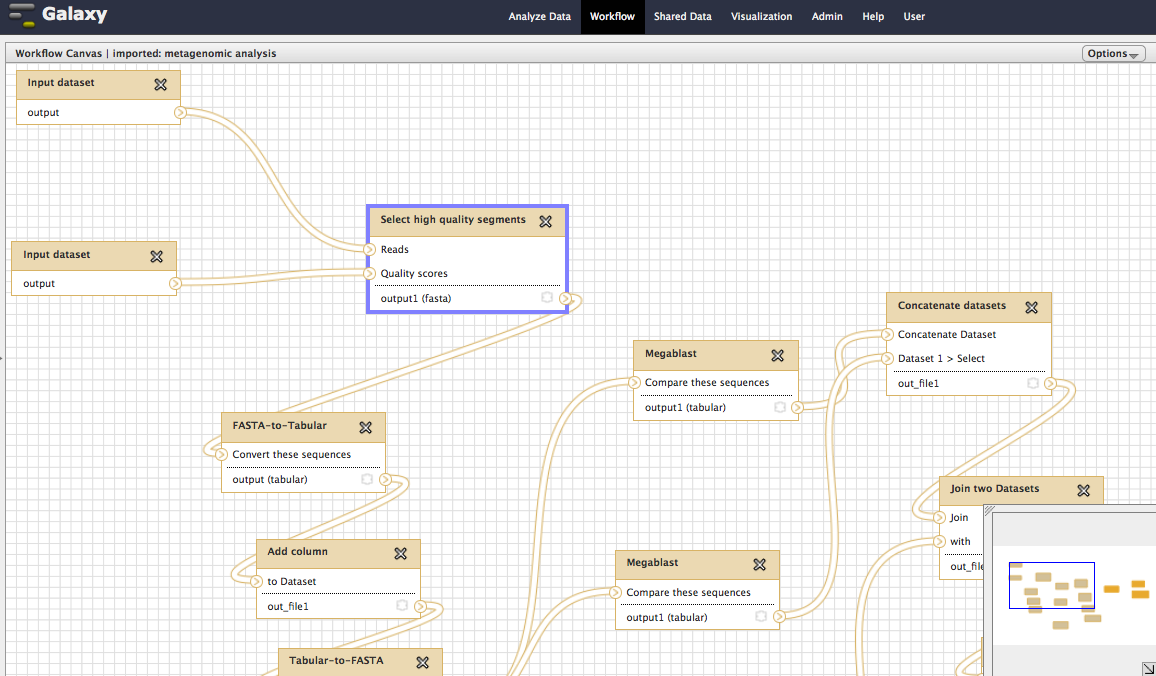 Galaxy
Analyze Data Workflow Shared Data Visualization Admin Help User
Workflow Canvas | imported: metagenomic analysis
Options
Input dataset
output
Input dataset
output
Select high quality segments
Reads
Quality scores
output1 (fasta)
FASTA-to-Tabular
Convert these sequences
output (tabular)
Add column
to Dataset
out_file1
Tabular-to-FASTA
Megablast
Compare these sequences
output1 (tabular)
Megablast
Compare these sequences
output1 (tabular)
Concatenate datasets
Concatenate Dataset
Dataset 1 > Select
out_file1
Join two Datasets
Join
with
out_file